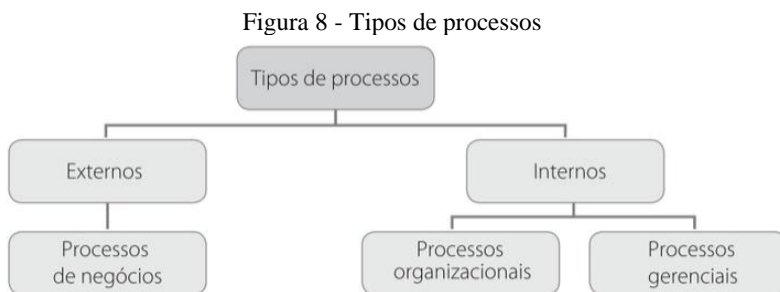 Figura 8 - Tipos de processos
Tipos de processos
Externos
Internos
Processos
de negócios
Processos
organizacionais
Processos
gerenciais